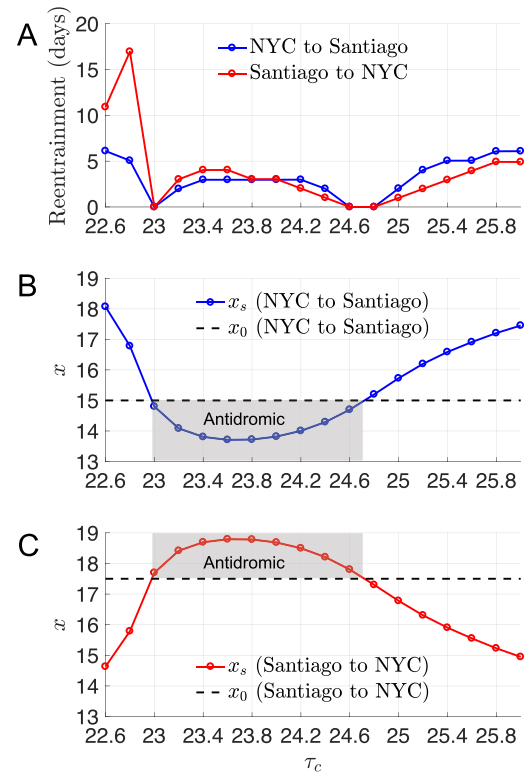 A
Reentrainment (days)
20
15
10
5
0
NYC to Santiago
Santiago to NYC
22.6 23 23.4 23.8 24.2 24.6 25 25.4 25.8
B
x
19
18
17
16
15
14
13
x_s (NYC to Santiago)
x_0 (NYC to Santiago)
Antidromic
22.6 23 23.4 23.8 24.2 24.6 25 25.4 25.8
C
x
19
18
17
16
15
14
13
Antidromic
x_s (Santiago to NYC)
x_0 (Santiago to NYC)
22.6 23 23.4 23.8 24.2 24.6 25 25.4 25.8
τ_c